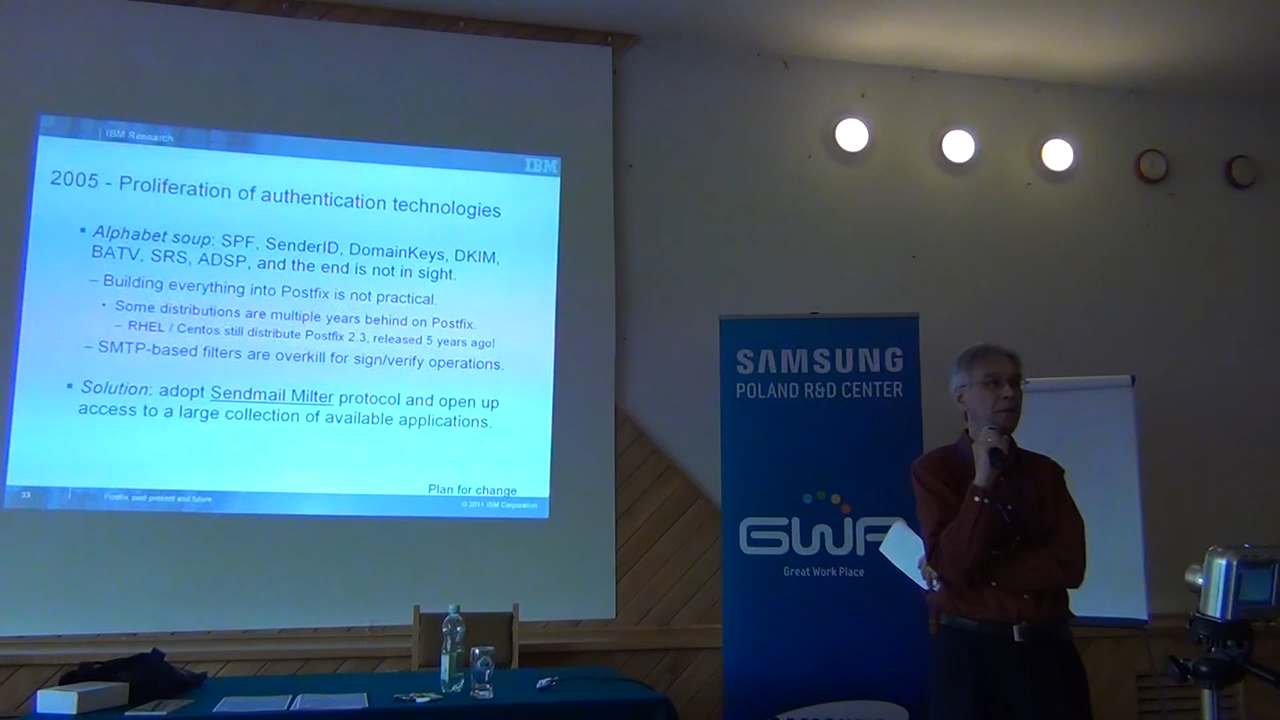 IBM Research
IBM
2005 - Proliferation of authentication technologies
▪ Alphabet soup: SPF, SenderID, DomainKeys, DKIM,
BATV, SRS, ADSP, and the end is not in sight.
– Building everything into Postfix is not practical.
• Some distributions are multiple years behind on Postfix.
– RHEL / Centos still distribute Postfix 2.3, released 5 years ago!
– SMTP-based filters are overkill for sign/verify operations.
▪ Solution: adopt Sendmail Milter protocol and open up
access to a large collection of available applications.
Plan for change
33
Postfix, past present and future
© 2011 IBM Corporation
SAMSUNG
POLAND R&D CENTER
GWP
Great Work Place
SAMSUNG